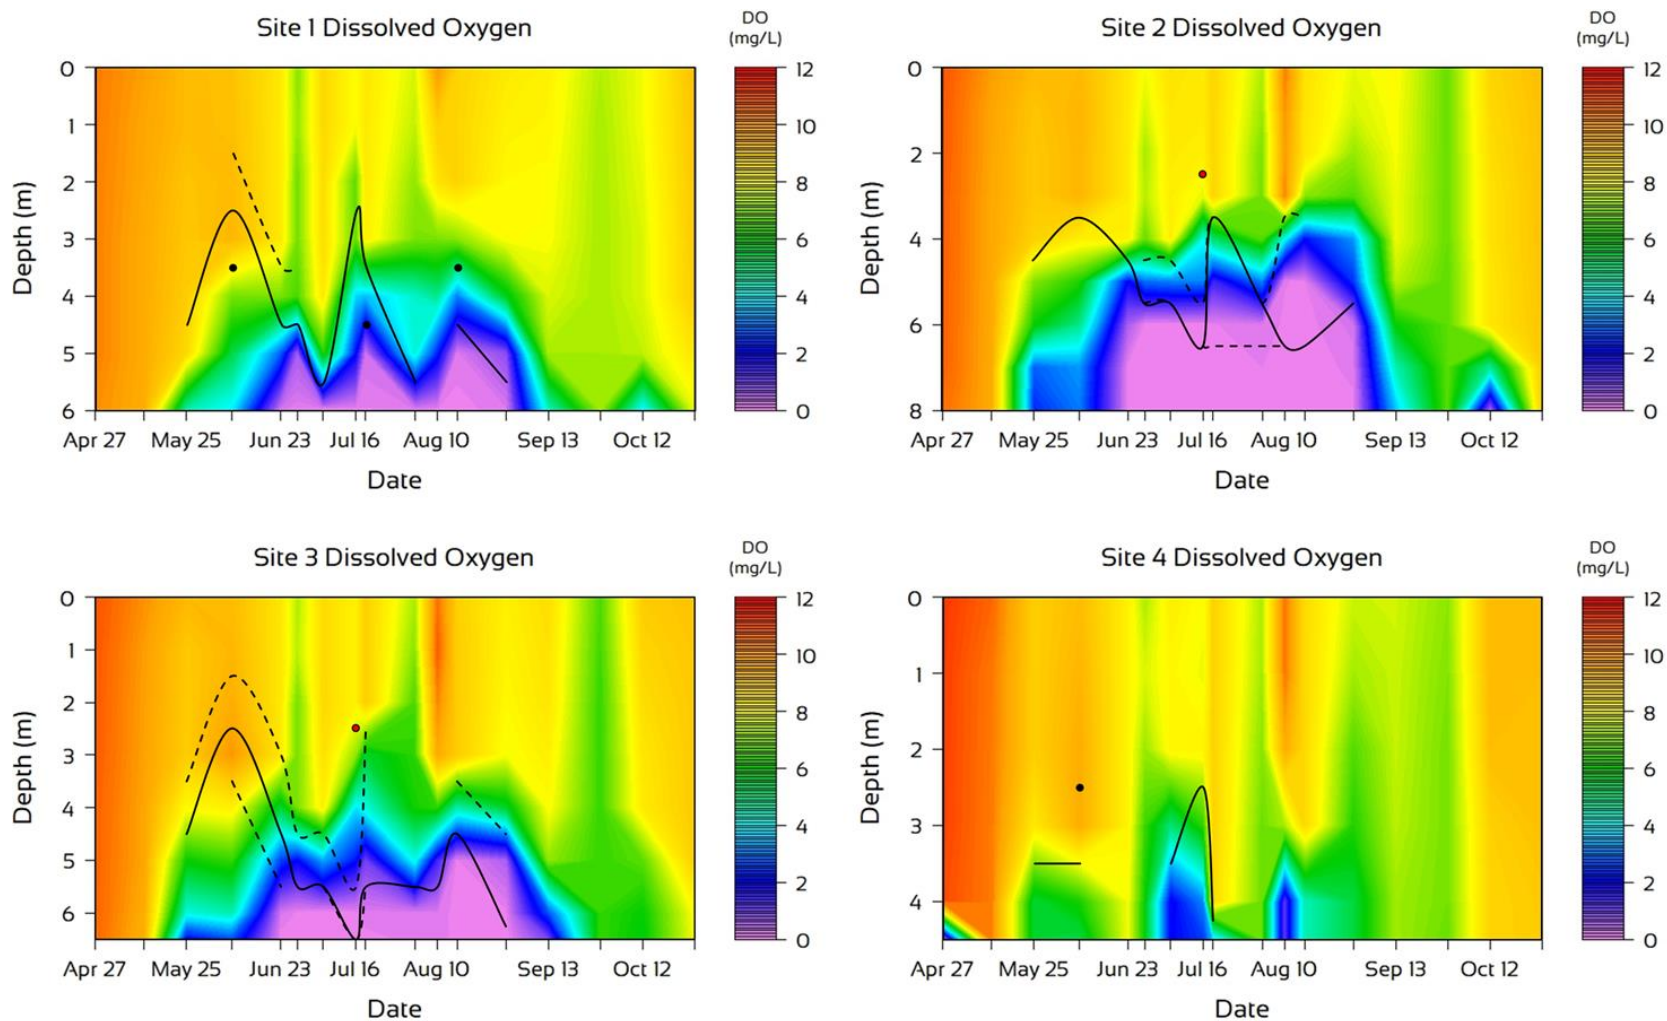 Site 1 Dissolved Oxygen
DO
(mg/L)
0
1
2
3
4
5
6
Depth (m)
12
10
8
6
4
2
0
Apr 27 May 25 Jun 23 Jul 16 Aug 10 Sep 13 Oct 12
Date
Site 2 Dissolved Oxygen
DO
(mg/L)
0
2
4
6
8
Depth (m)
12
10
8
6
4
2
0
Apr 27 May 25 Jun 23 Jul 16 Aug 10 Sep 13 Oct 12
Date
Site 3 Dissolved Oxygen
DO
(mg/L)
0
1
2
3
4
5
6
Depth (m)
12
10
8
6
4
2
0
Apr 27 May 25 Jun 23 Jul 16 Aug 10 Sep 13 Oct 12
Date
Site 4 Dissolved Oxygen
DO
(mg/L)
0
1
2
3
4
Depth (m)
12
10
8
6
4
2
0
Apr 27 May 25 Jun 23 Jul 16 Aug 10 Sep 13 Oct 12
Date